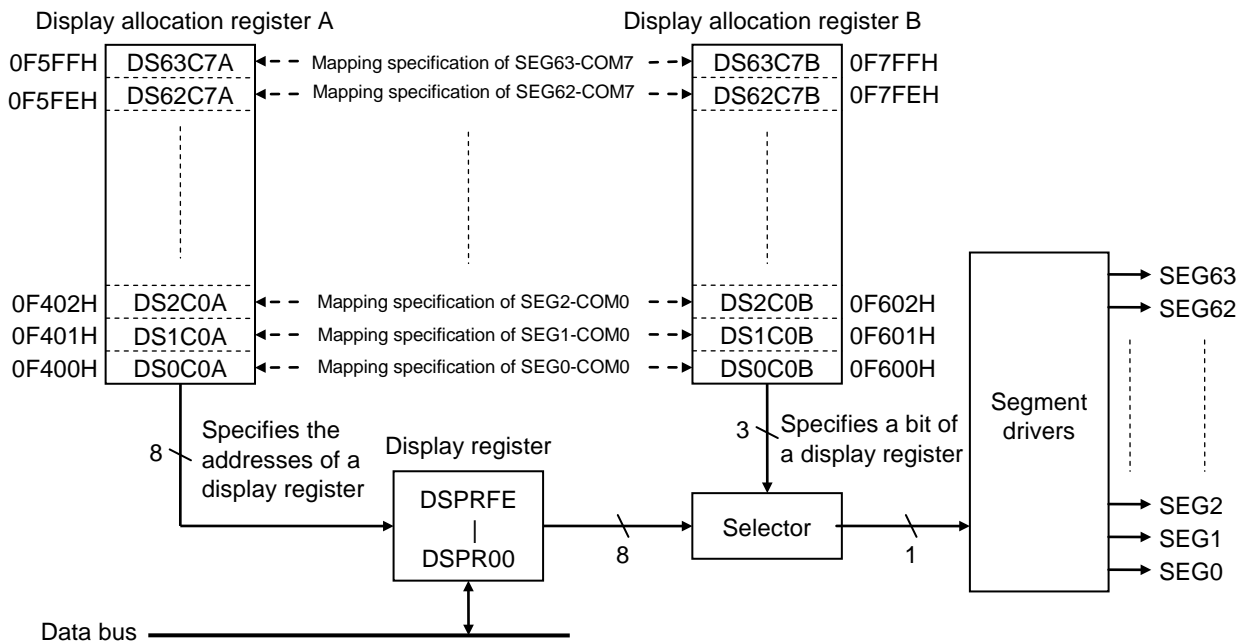 Display allocation register A
Display allocation register B
0F5FFH DS63C7A Mapping specification of SEG63-COM7 DS63C7B 0F7FFH
0F5FEH DS62C7A Mapping specification of SEG62-COM7 DS62C7B 0F7FEH
SEG63
SEG62
0F402H DS2C0A Mapping specification of SEG2-COM0 DS2C0B 0F602H
0F401H DS1C0A Mapping specification of SEG1-COM0 DS1C0B 0F601H
0F400H DS0C0A Mapping specification of SEG0-COM0 DS0C0B 0F600H
Segment
drivers
8
Specifies the
addresses of a
display register
Display register
3
Specifies a bit of
a display register
DSPRFE
DSPR00
8
Selector
1
SEG2
SEG1
SEG0
Data bus